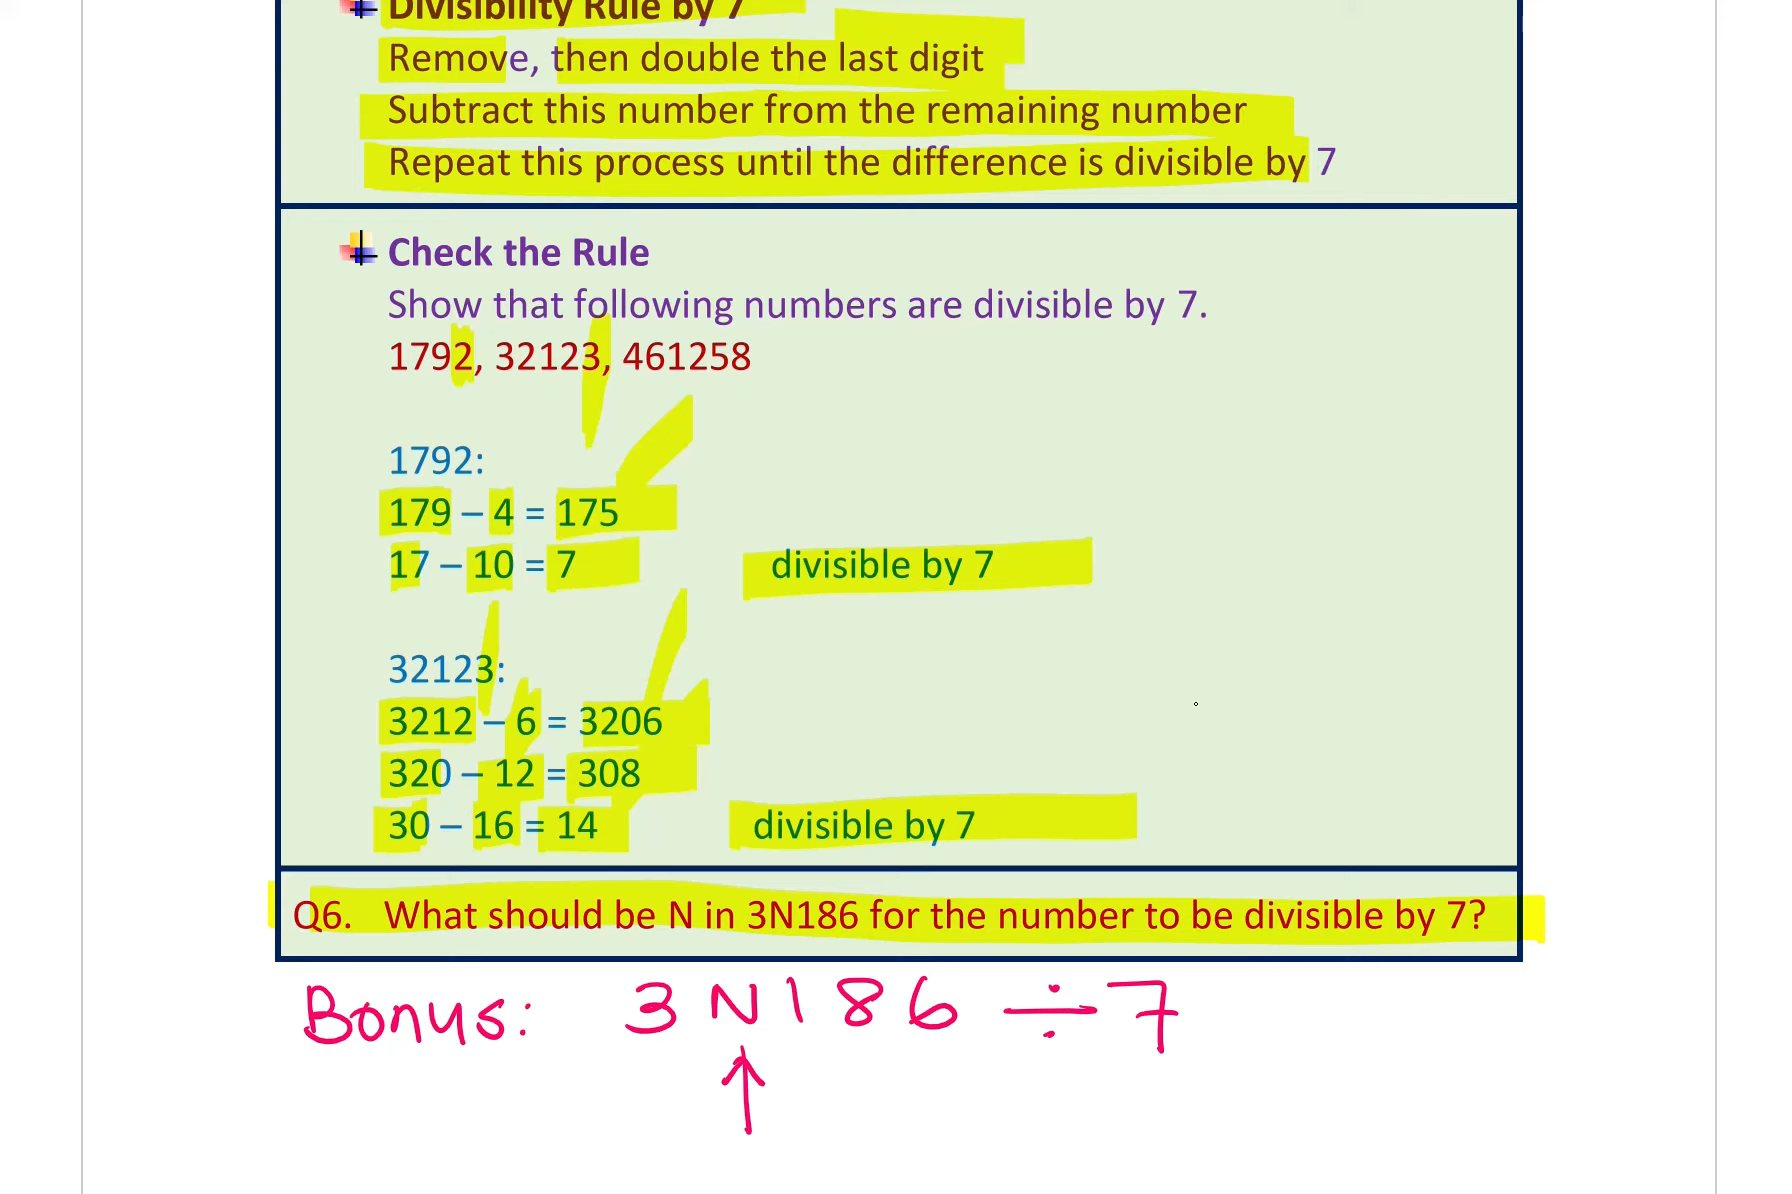 Divisibility Rule by 7
Remove, then double the last digit
Subtract this number from the remaining number
Repeat this process until the difference is divisible by 7
Check the Rule
Show that following numbers are divisible by 7.
1792, 32123, 461258
1792:
179 – 4 = 175
17 – 10 = 7 divisible by 7
32123:
3212 – 6 = 3206
320 – 12 = 308
30 – 16 = 14 divisible by 7
Q6. What should be N in 3N186 for the number to be divisible by 7?
Bonus: 3N186 ÷ 7